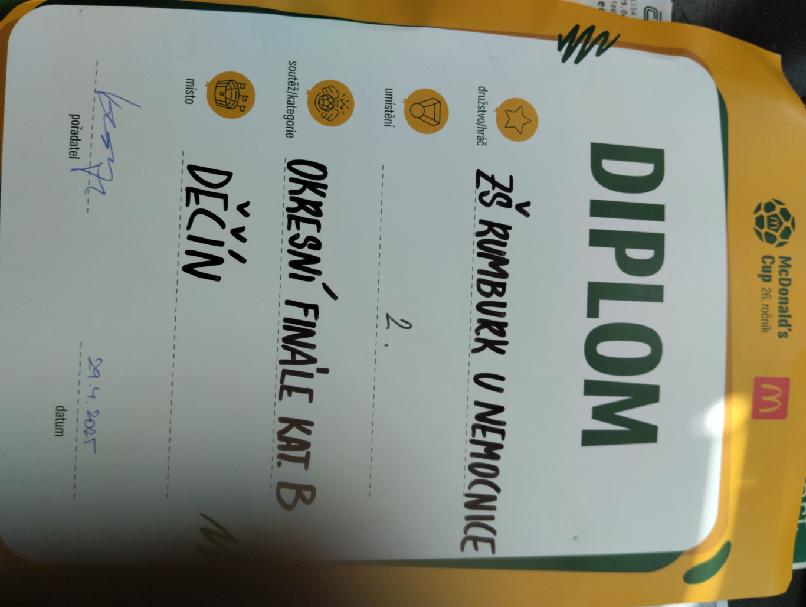 McDonald's
Cup 26. ročník
DIPLOM
družstvo/hráč ZŠ RUMBURK U NEMOCNICE
umístění 2.
soutěž/kategorie OKRESNÍ FINÁLE KAT. B
místo DĚČÍN
29.4.2025
pořadatel datum